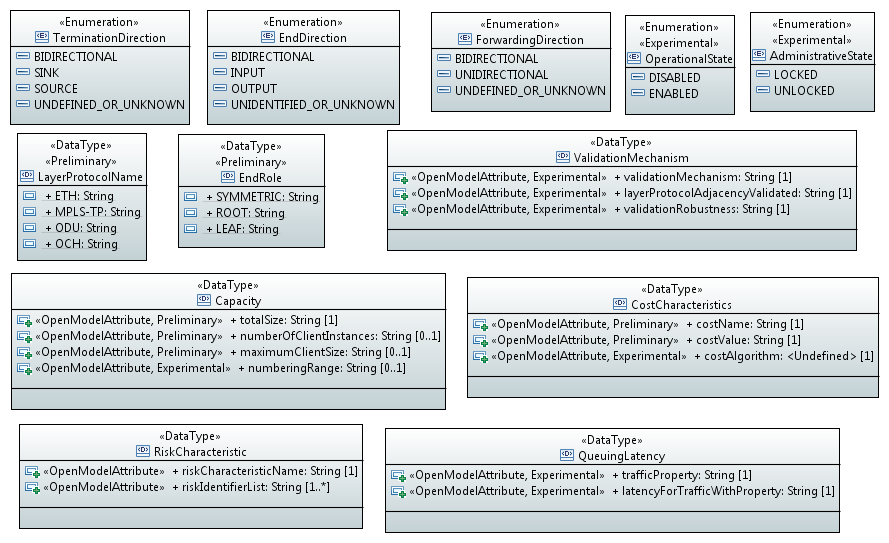 «Enumeration»
TerminationDirection
BIDIRECTIONAL
SINK
SOURCE
UNDEFINED_OR_UNKNOWN
«Enumeration»
EndDirection
BIDIRECTIONAL
INPUT
OUTPUT
UNIDENTIFIED_OR_UNKNOWN
«Enumeration»
ForwardingDirection
BIDIRECTIONAL
UNIDIRECTIONAL
UNDEFINED_OR_UNKNOWN
«Enumeration»
«Experimental»
OperationalState
DISABLED
ENABLED
«Enumeration»
«Experimental»
AdministrativeState
LOCKED
UNLOCKED
«DataType»
«Preliminary»
LayerProtocolName
+ ETH: String
+ MPLS-TP: String
+ ODU: String
+ OCH: String
«DataType»
«Preliminary»
EndRole
+ SYMMETRIC: String
+ ROOT: String
+ LEAF: String
«DataType»
ValidationMechanism
«OpenModelAttribute, Experimental» + validationMechanism: String [1]
«OpenModelAttribute, Experimental» + layerProtocolAdjacencyValidated: String [1]
«OpenModelAttribute, Experimental» + validationRobustness: String [1]
«DataType»
Capacity
«OpenModelAttribute, Preliminary» + totalSize: String [1]
«OpenModelAttribute, Preliminary» + numberOfClientInstances: String [0..1]
«OpenModelAttribute, Preliminary» + maximumClientSize: String [0..1]
«OpenModelAttribute, Experimental» + numberingRange: String [0..1]
«DataType»
CostCharacteristics
«OpenModelAttribute, Preliminary» + costName: String [1]
«OpenModelAttribute, Preliminary» + costValue: String [1]
«OpenModelAttribute, Experimental» + costAlgorithm: <Undefined> [1]
«DataType»
RiskCharacteristic
«OpenModelAttribute» + riskCharacteristicName: String [1]
«OpenModelAttribute» + riskIdentifierList: String [1..*]
«DataType»
QueuingLatency
«OpenModelAttribute, Experimental» + trafficProperty: String [1]
«OpenModelAttribute, Experimental» + latencyForTrafficWithProperty: String [1]